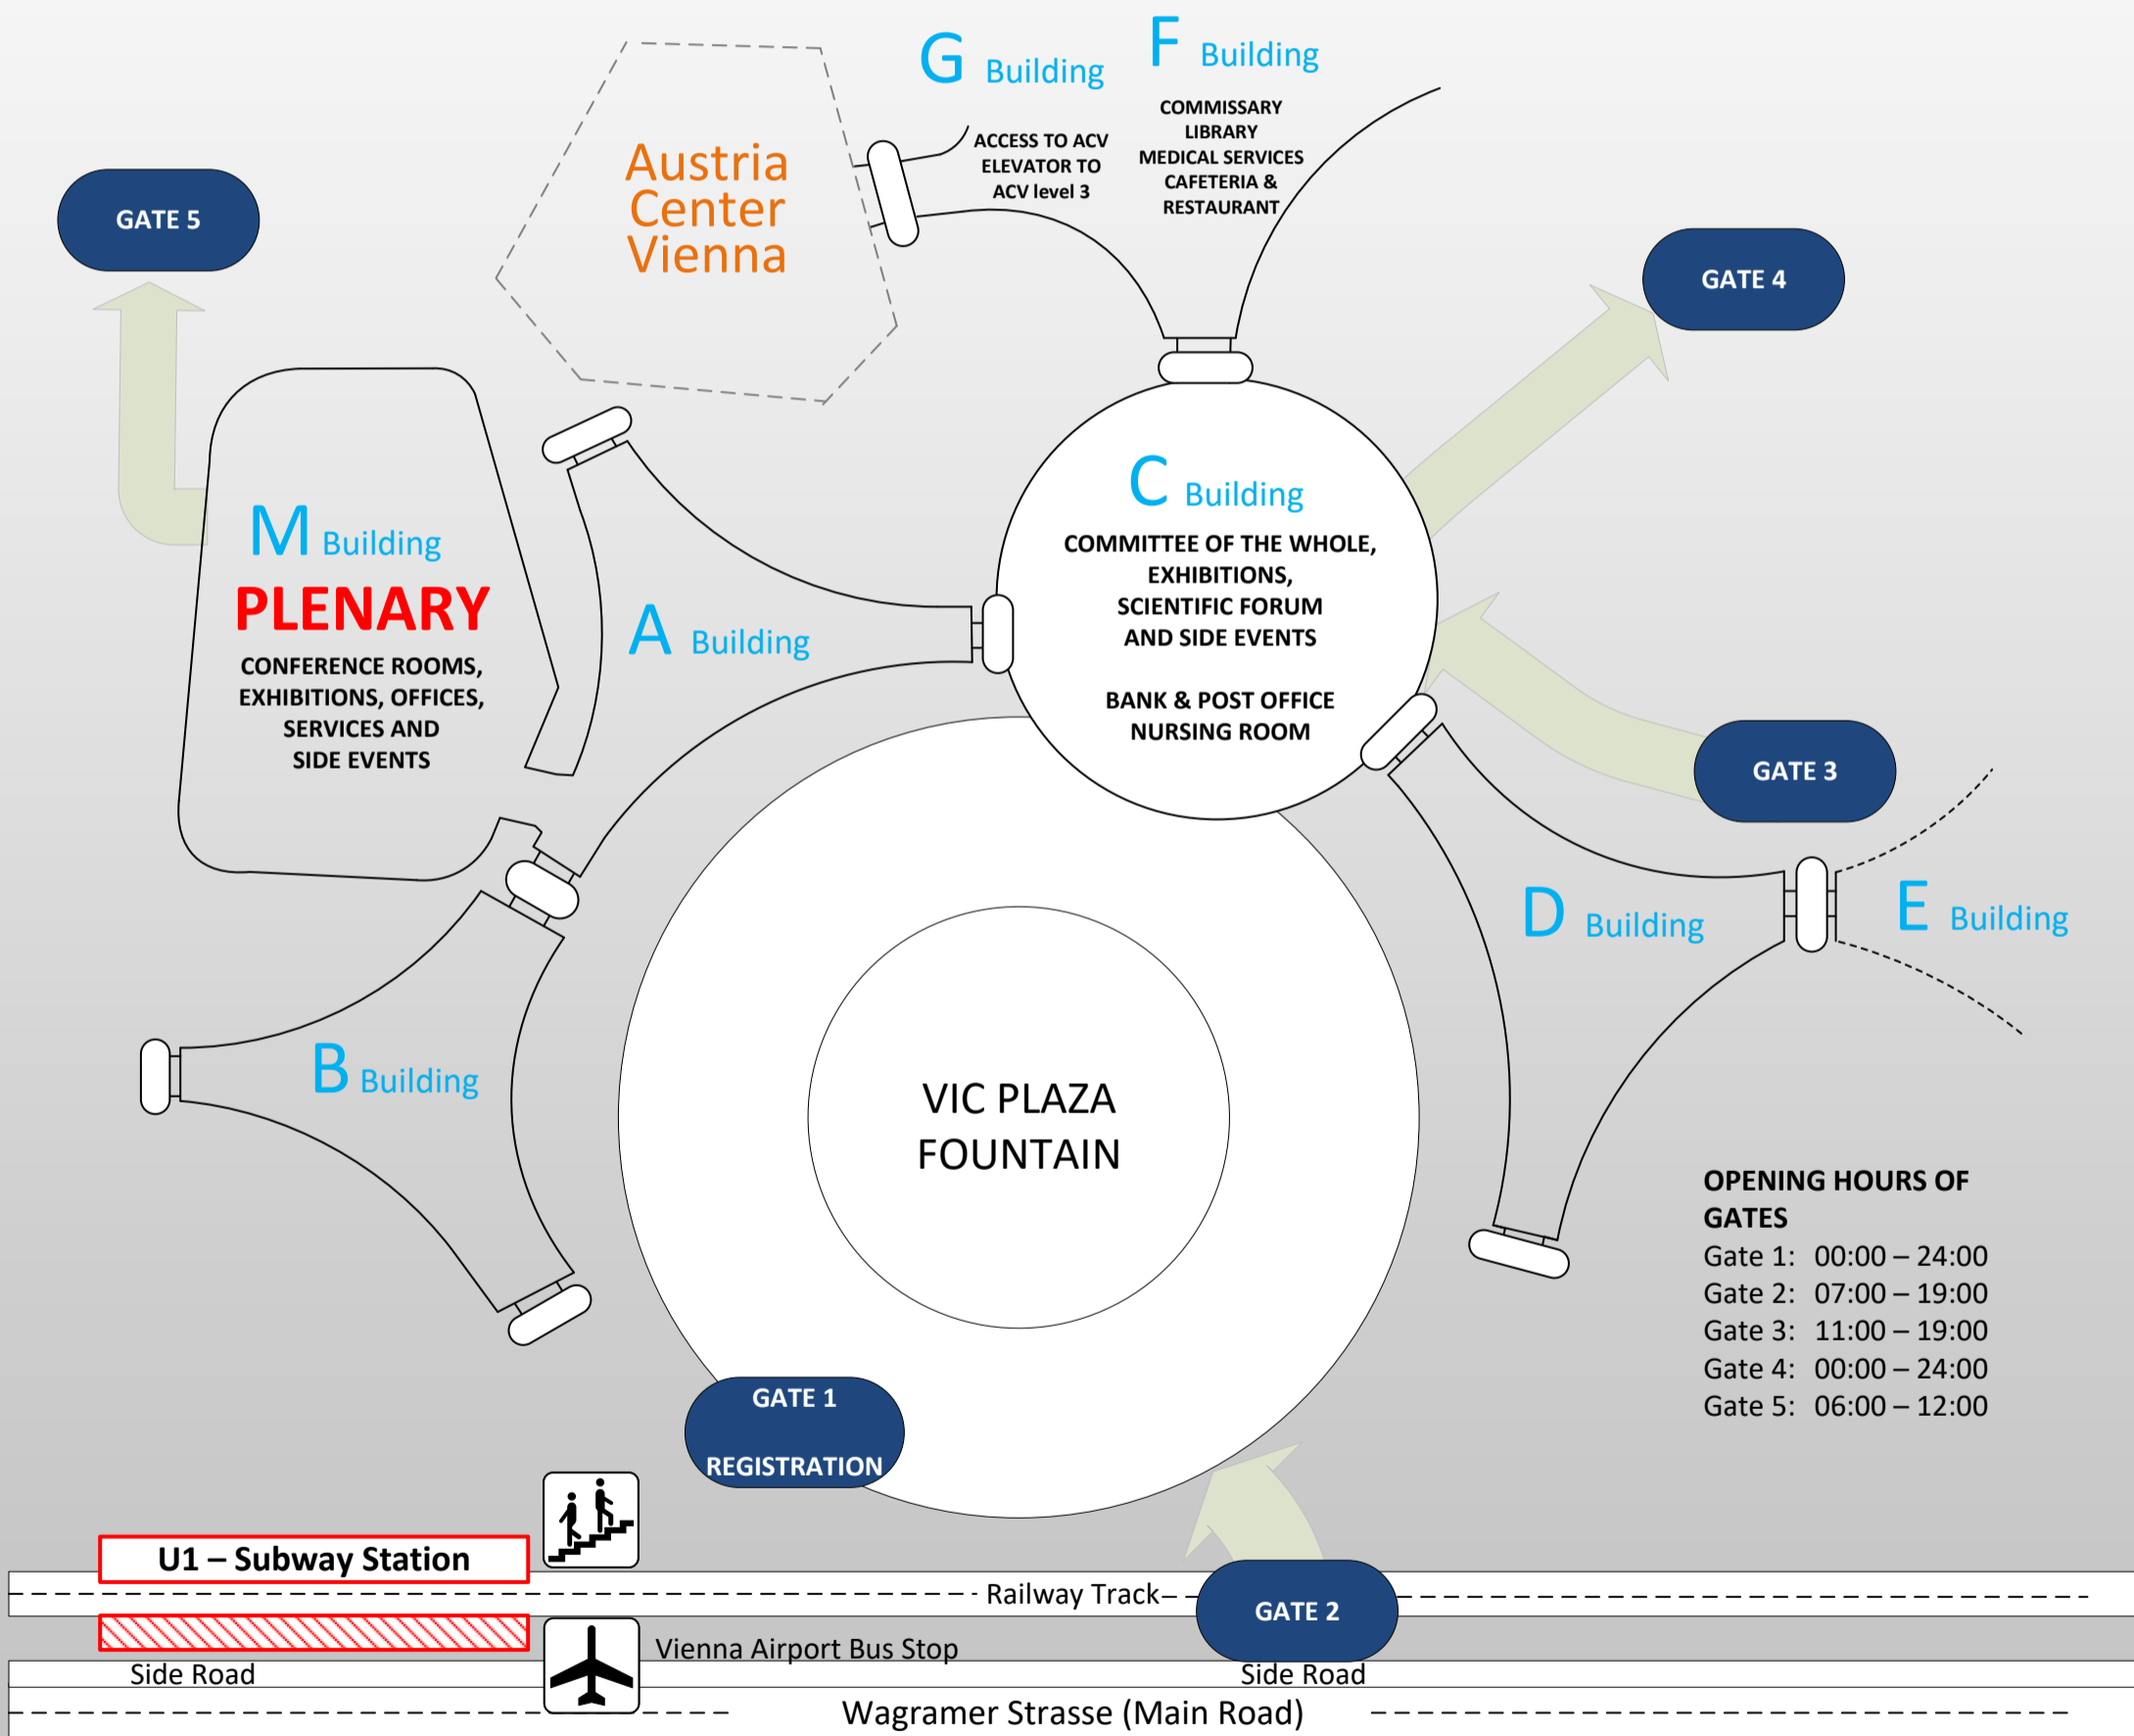 G Building
F Building
ACCESS TO ACV
ELEVATOR TO
ACV level 3
COMMISSARY
LIBRARY
MEDICAL SERVICES
CAFETERIA &
RESTAURANT
Austria
Center
Vienna
GATE 5
GATE 4
M Building
PLENARY
CONFERENCE ROOMS,
EXHIBITIONS, OFFICES,
SERVICES AND
SIDE EVENTS
A Building
C Building
COMMITTEE OF THE WHOLE,
EXHIBITIONS,
SCIENTIFIC FORUM
AND SIDE EVENTS
BANK & POST OFFICE
NURSING ROOM
GATE 3
D Building
E Building
B Building
VIC PLAZA
FOUNTAIN
OPENING HOURS OF
GATES
Gate 1: 00:00 – 24:00
Gate 2: 07:00 – 19:00
Gate 3: 11:00 – 19:00
Gate 4: 00:00 – 24:00
Gate 5: 06:00 – 12:00
GATE 1
REGISTRATION
U1 – Subway Station
Railway Track
GATE 2
Vienna Airport Bus Stop
Side Road
Side Road
Wagramer Strasse (Main Road)